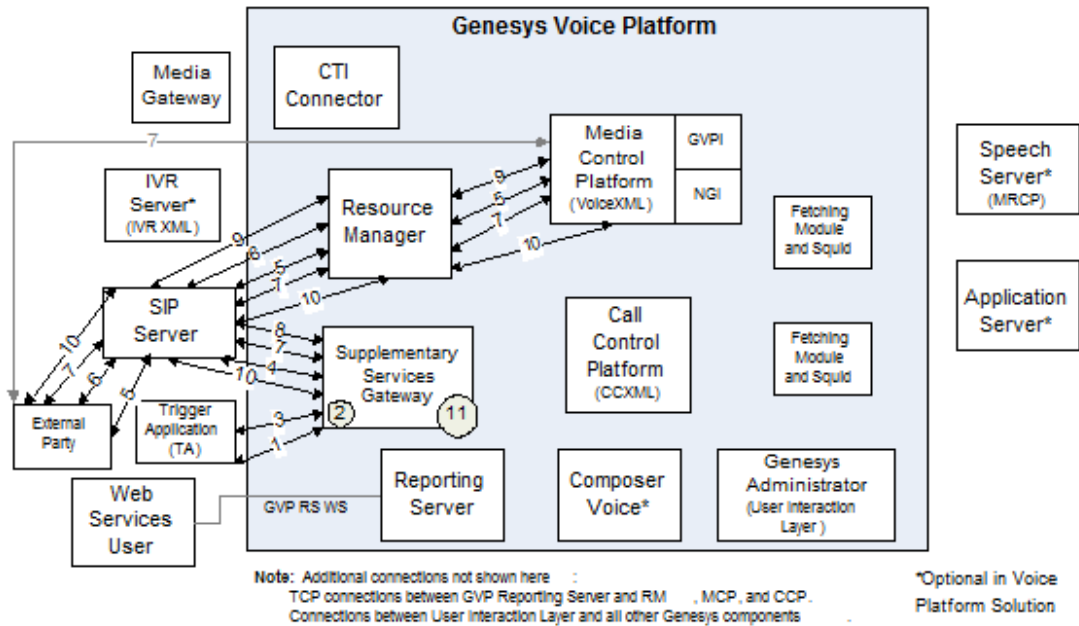 Genesys Voice Platform
Media
Gateway
CTI
Connector
7
Media
Control
Platform
(VoiceXML)
GVPI
NGI
Speech
Server*
(MRCP)
IVR
Server*
(IVR XML)
Resource
Manager
9
5
7
10
Fetching
Module
and Squid
9
6
5
7
10
SIP
Server
Call
Control
Platform
(CCXML)
Application
Server*
Fetching
Module
and Squid
8
7
4
10
Supplementary
Services
Gateway
2
11
10
7
6
5
External
Party
Trigger
Application
(TA)
3
1
Web
Services
User
GVP RS WS
Reporting
Server
Composer
Voice*
Genesys
Administrator
(User Interaction
Layer )
Note: Additional connections not shown here :
TCP connections between GVP Reporting Server and RM , MCP, and CCP.
Connections between User Interaction Layer and all other Genesys components .
*Optional in Voice
Platform Solution